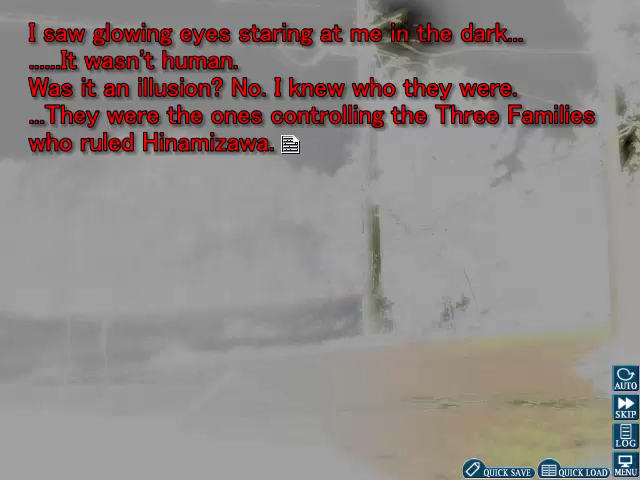 I saw glowing eyes staring at me in the dark...
......It wasn't human.
Was it an illusion? No. I knew who they were.
...They were the ones controlling the Three Families
who ruled Hinamizawa.
AUTO
SKIP
LOG
QUICK SAVE
QUICK LOAD
MENU